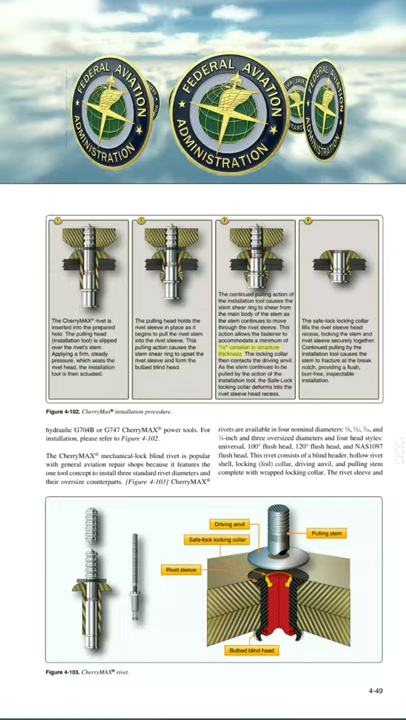 FEDERAL AVIATION
ADMINISTRATION
FEDERAL AVIATION
ADMINISTRATION
1
2
3
4
The CherryMAX® rivet is
inserted into the prepared
hole. The pulling head
(installation tool) is slipped
over the rivet's stem.
Applying a firm, steady
pressure, which seats the
rivet head, the installation
tool is then actuated.
The pulling head holds the
rivet sleeve in place as it
begins to pull the rivet stem
into the rivet sleeve. This
pulling action causes the
stem shear ring to upset the
rivet sleeve and form the
bulbed blind head.
The continued pulling action of
the installation tool causes the
stem shear ring to shear from
the main body of the stem as
the stem continues to move
through the rivet sleeve. This
action allows the fastener to
accommodate a minimum of
variation in structure
thickness. The locking collar
then contacts the driving anvil.
As the stem continues to be
pulled by the action of the
installation tool, the Safe-Lock
locking collar deforms into the
rivet sleeve head recess.
The safe-lock locking collar
fills the rivet sleeve head
recess, locking the stem and
rivet sleeve securely together.
Continued pulling by the
installation tool causes the
stem to fracture at the break
notch, providing a flush,
burr-free, inspectable
installation.
Figure 4-102. CherryMax® installation procedure.
hydraulic G704B or G747 CherryMAX® power tools. For
installation, please refer to Figure 4-102.
The CherryMAX® mechanical-lock blind rivet is popular
with general aviation repair shops because it features the
one tool concept to install three standard rivet diameters and
their oversize counterparts. [Figure 4-103] CherryMAX®
rivets are available in four nominal diameters: 1⁄8, 5⁄32, 3⁄16, and
1⁄4-inch and three oversized diameters and four head styles:
universal, 100° flush head, 120° flush head, and NAS1097
flush head. This rivet consists of a blind header, hollow rivet
shell, locking (foil) collar, driving anvil, and pulling stem
complete with wrapped locking collar. The rivet sleeve and
Driving anvil
Safe-lock locking collar
Rivet sleeve
Pulling stem
Bulbed blind head
Figure 4-103. CherryMAX® rivet.
4-49